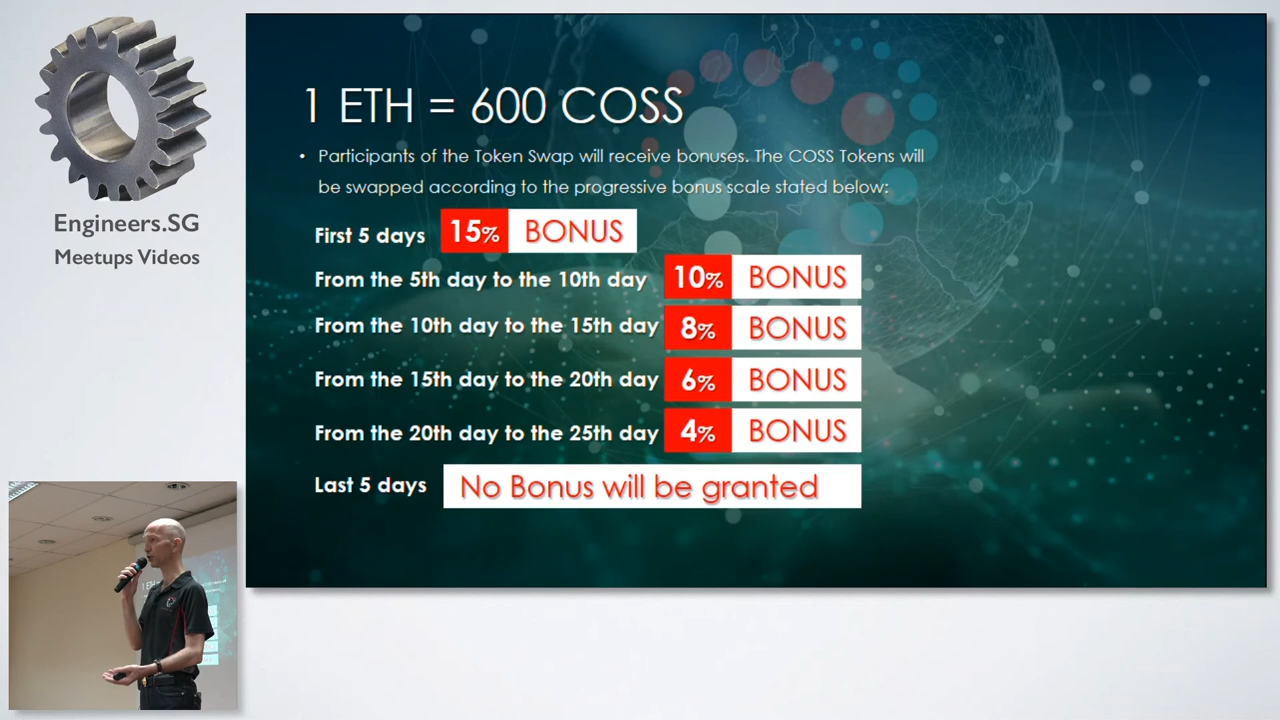 Engineers.SG
Meetups Videos
1 ETH = 600 COSS
• Participants of the Token Swap will receive bonuses. The COSS Tokens will
be swapped according to the progressive bonus scale stated below:
First 5 days 15% BONUS
From the 5th day to the 10th day 10% BONUS
From the 10th day to the 15th day 8% BONUS
From the 15th day to the 20th day 6% BONUS
From the 20th day to the 25th day 4% BONUS
Last 5 days No Bonus will be granted